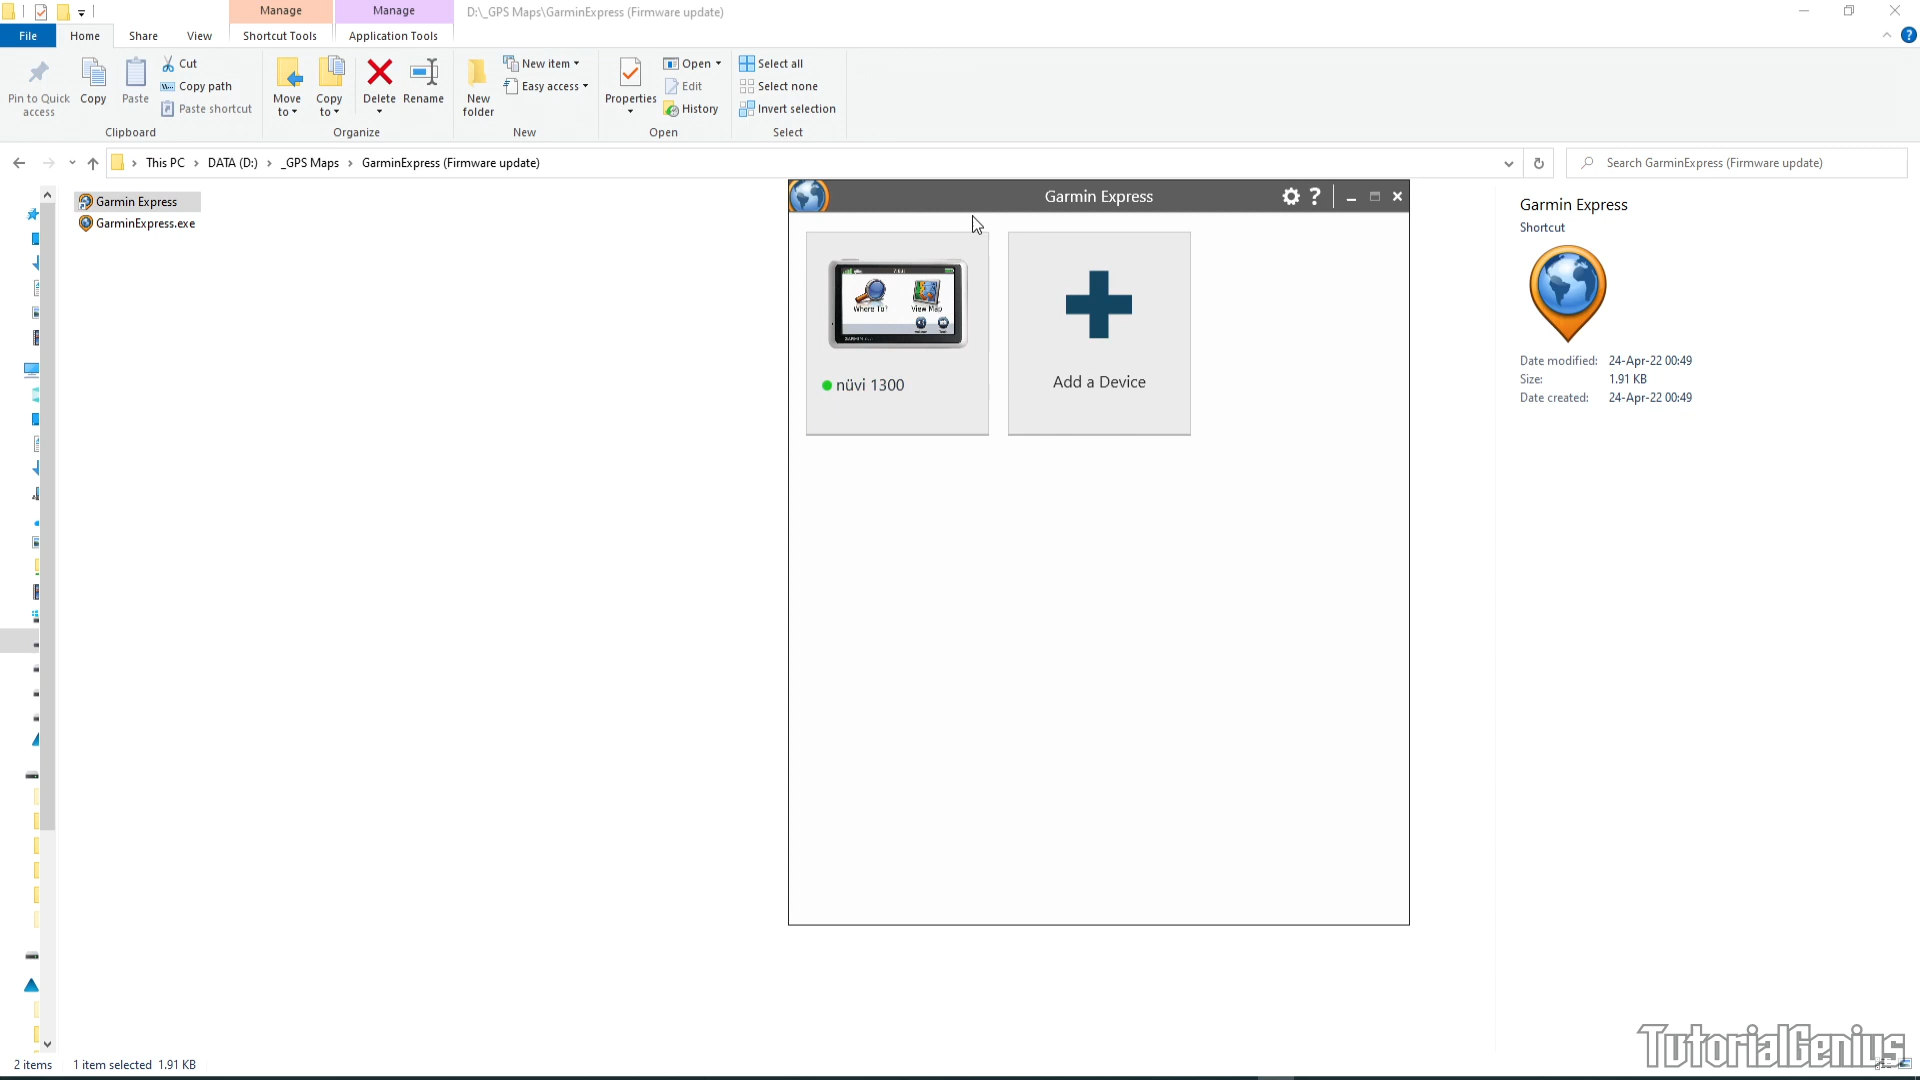 Manage
Manage
D:\_GPS Maps\GarminExpress (Firmware update)
File
Home
Share
View
Shortcut Tools
Application Tools
Pin to Quick access
Copy
Paste
Cut
Copy path
Paste shortcut
Clipboard
Move to
Copy to
Delete
Rename
Organize
New folder
New item
Easy access
New
Properties
Open
Edit
History
Open
Select all
Select none
Invert selection
Select
This PC
DATA (D:)
_GPS Maps
GarminExpress (Firmware update)
Search GarminExpress (Firmware update)
Garmin Express
GarminExpress.exe
Garmin Express
Where To?
View Map
nüvi 1300
Add a Device
Garmin Express
Shortcut
Date modified: 24-Apr-22 00:49
Size: 1.91 KB
Date created: 24-Apr-22 00:49
2 items
1 item selected 1.91 KB
TutorialGenius